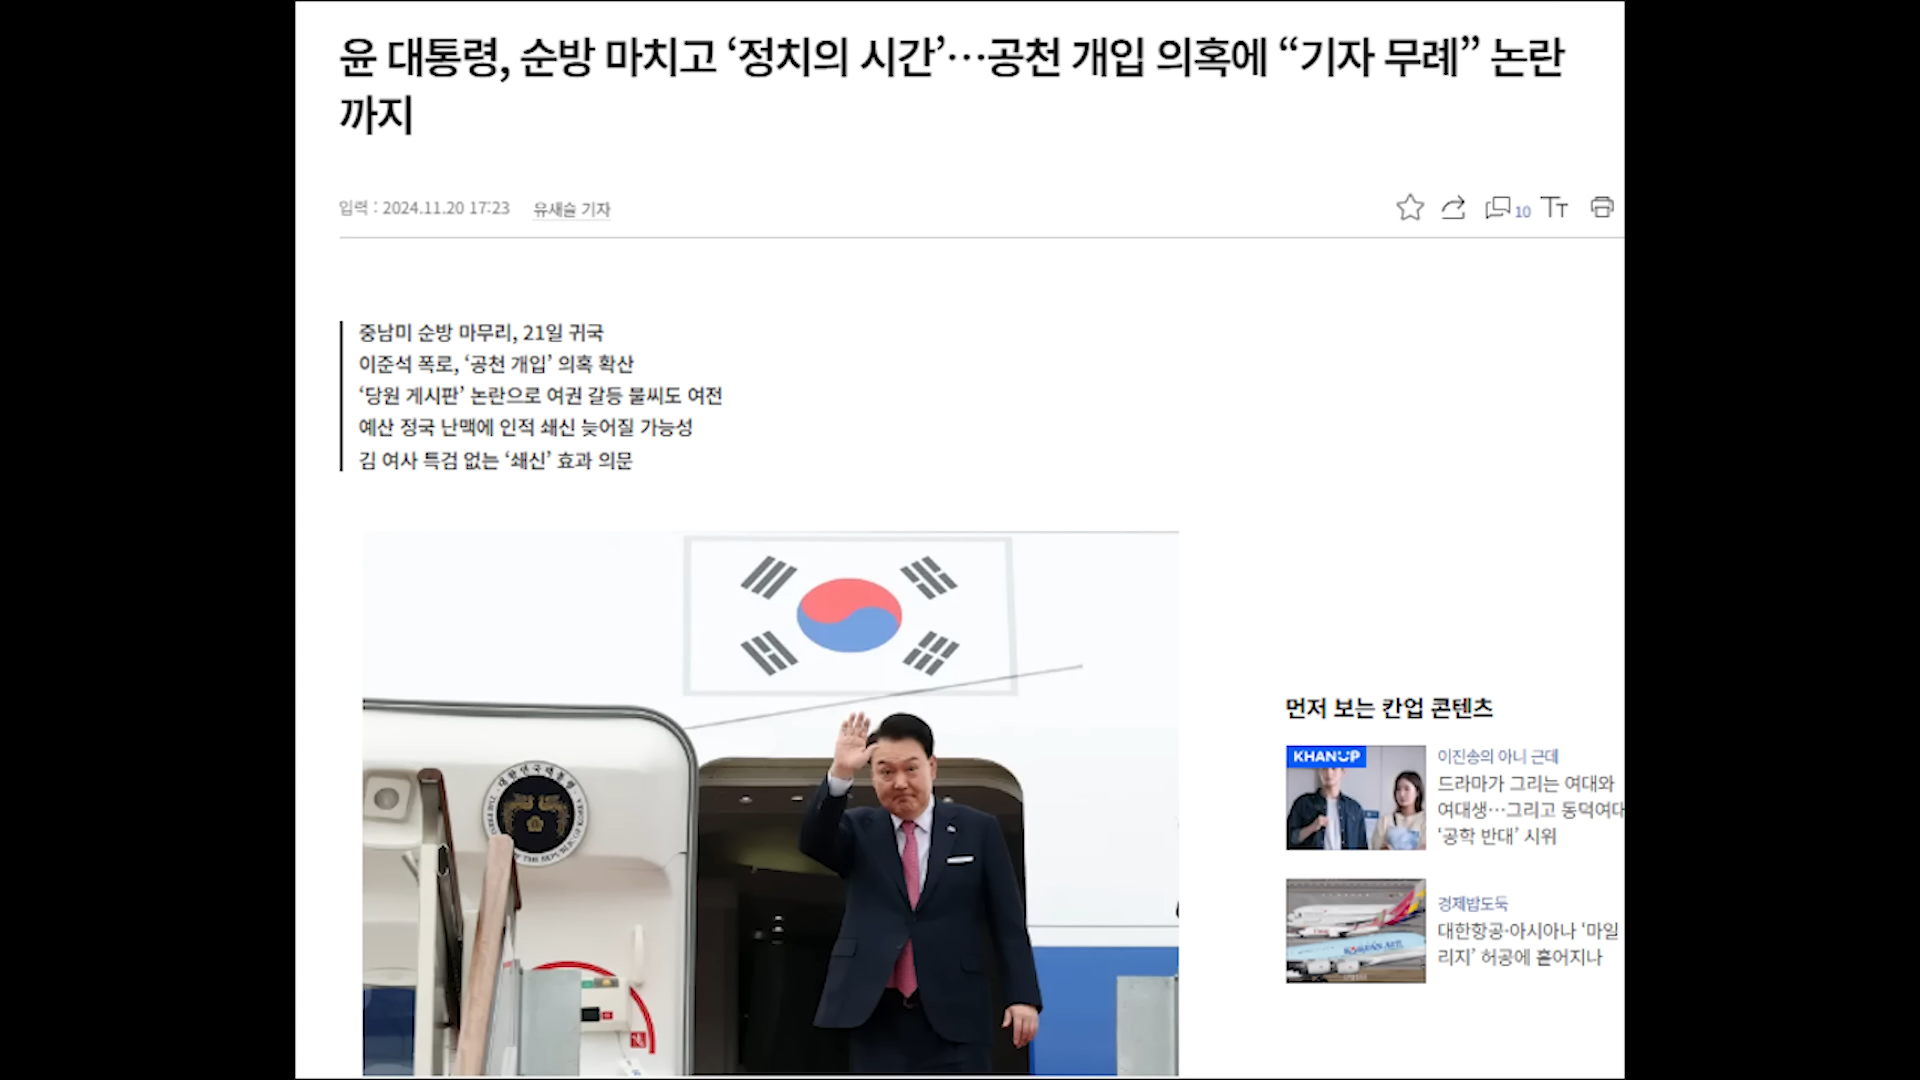 윤 대통령, 순방 마치고 ‘정치의 시간’…공천 개입 의혹에 “기자 무례” 논란
까지
입력 : 2024.11.20 17:23 유새슬 기자
10
중남미 순방 마무리, 21일 귀국
이준석 폭로, ‘공천 개입’ 의혹 확산
‘당원 게시판’ 논란으로 여권 갈등 불씨도 여전
예산 정국 난맥에 인적 쇄신 늦어질 가능성
김 여사 특검 없는 ‘쇄신’ 효과 의문
먼저 보는 칸업 콘텐츠
KHANUP
이진송의 아니 근데
드라마가 그리는 여대와
여대생…그리고 동덕여대
‘공학 반대’ 시위
경제밥도둑
대한항공·아시아나 ‘마일
리지’ 허공에 흩어지나
KOREAN AIR